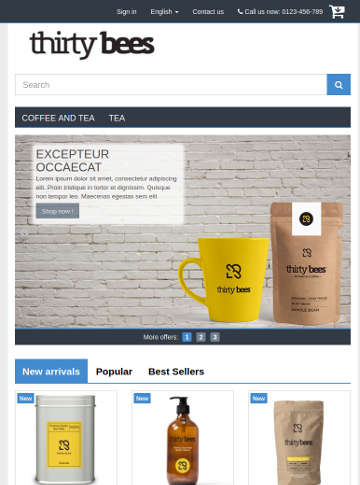 Sign in English Contact us Call us now: 0123-456-789
thirty bees
Search
COFFEE AND TEA TEA
EXCEPTEUR
OCCAECAT
Lorem ipsum dolor sit amet, consectetur adipiscing
elit. Proin tristique in tortor et dignissim. Quisque
non tempor leo. Maecenas egestas sem elit
Shop now !
thirty bees
thirty bees
More offers: 1 2 3
New arrivals Popular Best Sellers
New New New
thirty bees
thirty bees